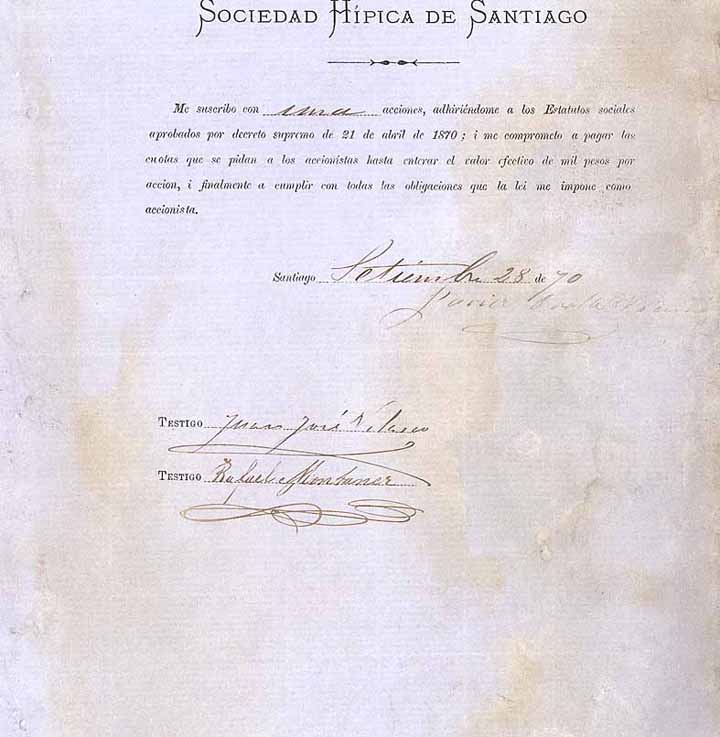 SOCIEDAD HÍPICA DE SANTIAGO
Me suscribo con una acciones, adhiriéndome a los Estatutos sociales
aprobados por decreto supremo de 21 de abril de 1870; i me comprometo a pagar las
cuotas que se pidan a los accionistas hasta enterar el valor efectivo de mil pesos por
accion, i finalmente a cumplir con todas las obligaciones que la lei me impone como
accionista.
Santiago Setiembre 28 de 70
Javier
TESTIGO Juan José Velasco
TESTIGO Rafael Montaner